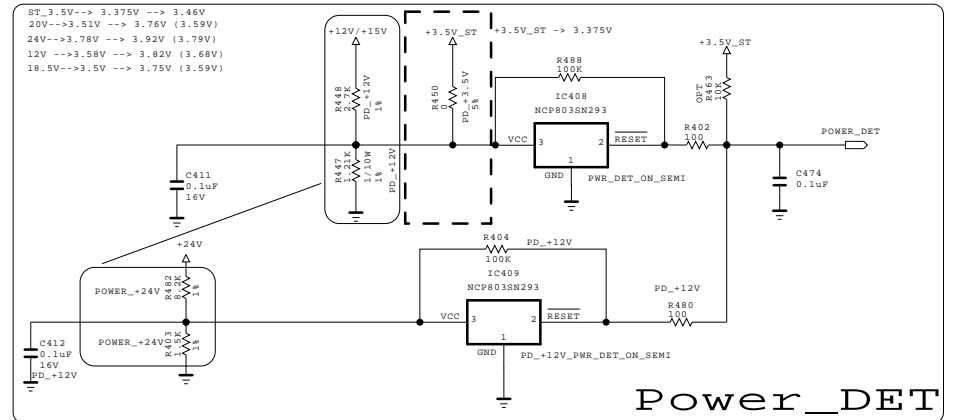 ST_3.5V--> 3.375V --> 3.46V
20V-->3.51V --> 3.76V (3.59V)
24V-->3.78V --> 3.92V (3.79V)
12V -->3.58V --> 3.82V (3.68V)
18.5V-->3.5V --> 3.75V (3.59V)
+12V/+15V
+3.5V_ST
+3.5V_ST -> 3.375V
+3.5V_ST
R448
2.7K
PD_+12V
1%
R450
0
PD_+3.5V
5%
R488
100K
IC408
NCP803SN293
VCC
3
2
RESET
1
GND
PWR_DET_ON_SEMI
OPT
R463
10K
R402
100
POWER_DET
C474
0.1uF
C411
0.1uF
16V
R447
1.21K
1/10W
1%
PD_+12V
+24V
POWER_+24V
R482
8.2K
1%
POWER_+24V
R403
1.5K
1%
C412
0.1uF
16V
PD_+12V
R404
100K
PD_+12V
IC409
NCP803SN293
VCC
3
2
RESET
1
GND
PD_+12V_PWR_DET_ON_SEMI
PD_+12V
R480
100
Power_DET